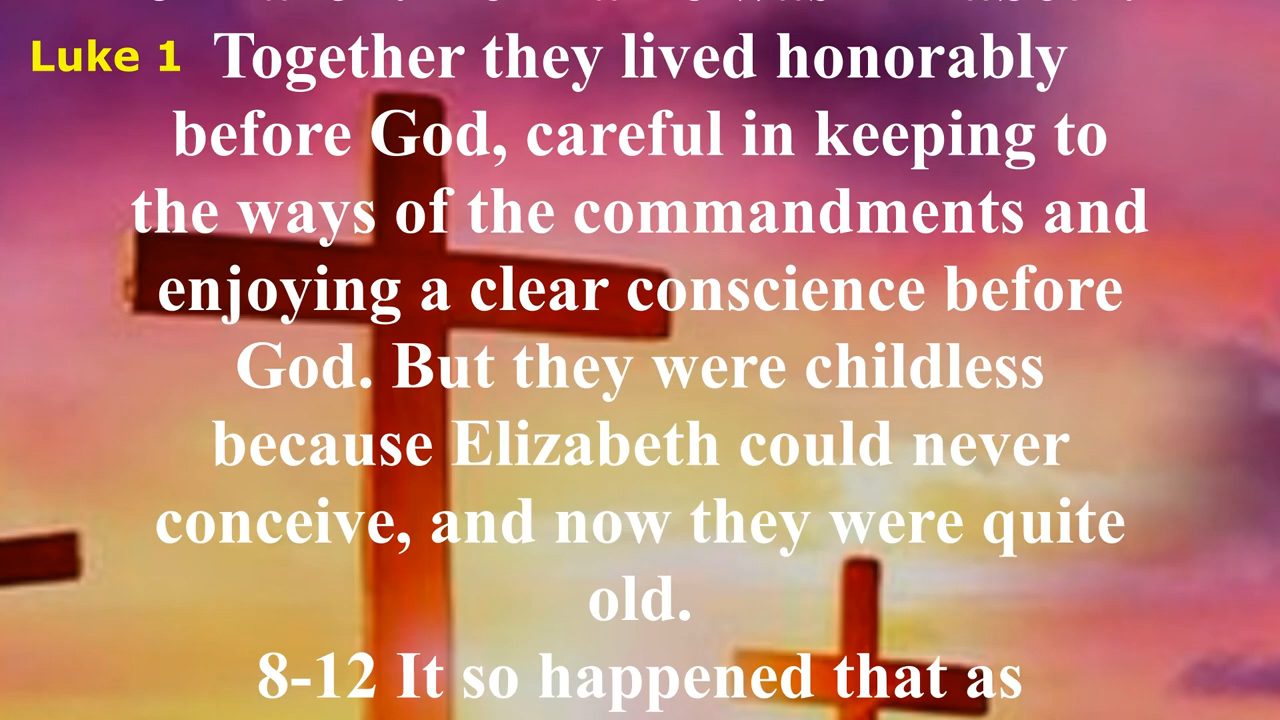 Luke 1
Together they lived honorably
before God, careful in keeping to
the ways of the commandments and
enjoying a clear conscience before
God. But they were childless
because Elizabeth could never
conceive, and now they were quite
old.
8-12 It so happened that as